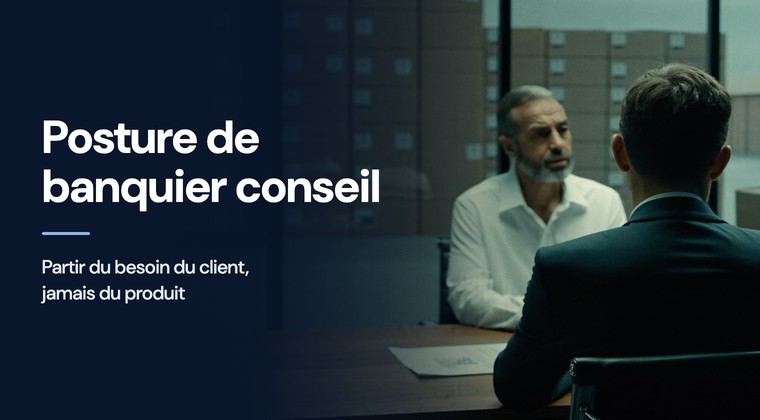 Posture de
banquier conseil
Partir du besoin du client,
jamais du produit